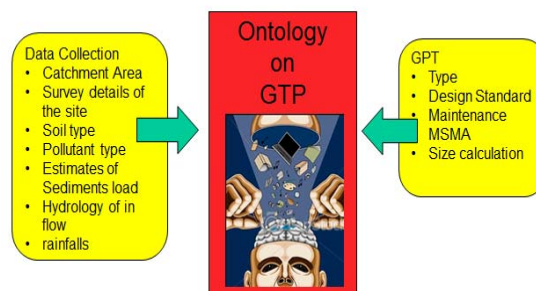 Data Collection
• Catchment Area
• Survey details of
the site
• Soil type
• Pollutant type
• Estimates of
Sediments load
• Hydrology of in
flow
• rainfalls
Ontology
on
GTP
GPT
• Type
• Design Standard
• Maintenance
MSMA
• Size calculation